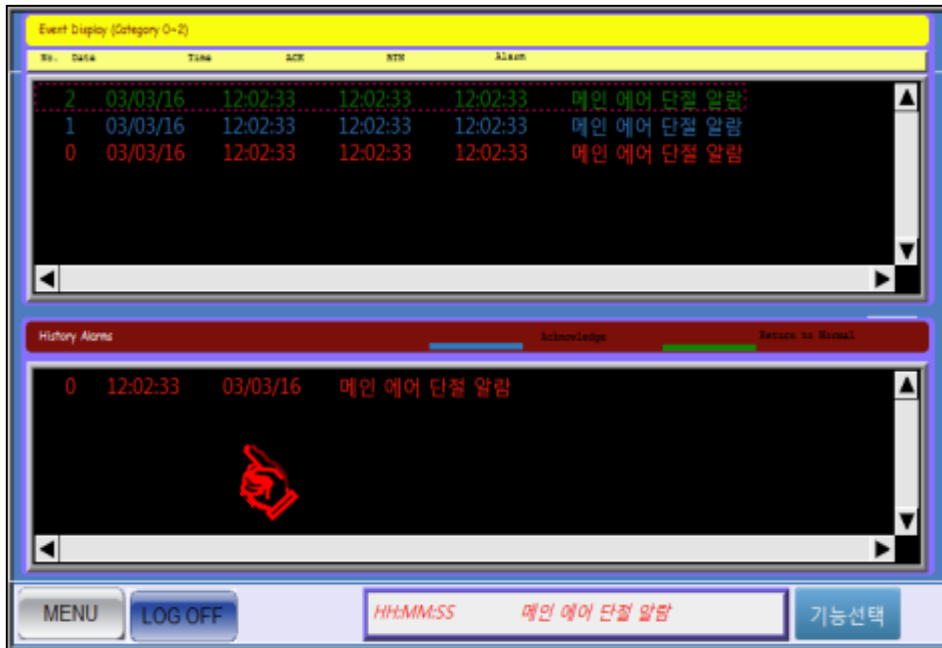 Event Display (Category 0~2)
No. Date Time ACK RTN Alarm
2 03/03/16 12:02:33 12:02:33 12:02:33 메인 에어 단절 알람
1 03/03/16 12:02:33 12:02:33 12:02:33 메인 에어 단절 알람
0 03/03/16 12:02:33 12:02:33 12:02:33 메인 에어 단절 알람
History Alarms Acknowledge Return to Normal
0 12:02:33 03/03/16 메인 에어 단절 알람
MENU LOG OFF HH:MM:SS 메인 에어 단절 알람 기능선택